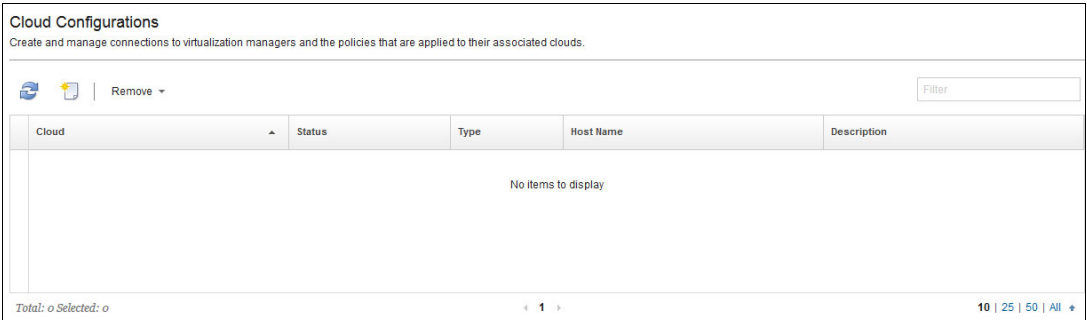 Cloud Configurations
Create and manage connections to virtualization managers and the policies that are applied to their associated clouds.
Remove
Filter
Cloud Status Type Host Name Description
No items to display
Total: 0 Selected: 0 1 10 | 25 | 50 | All